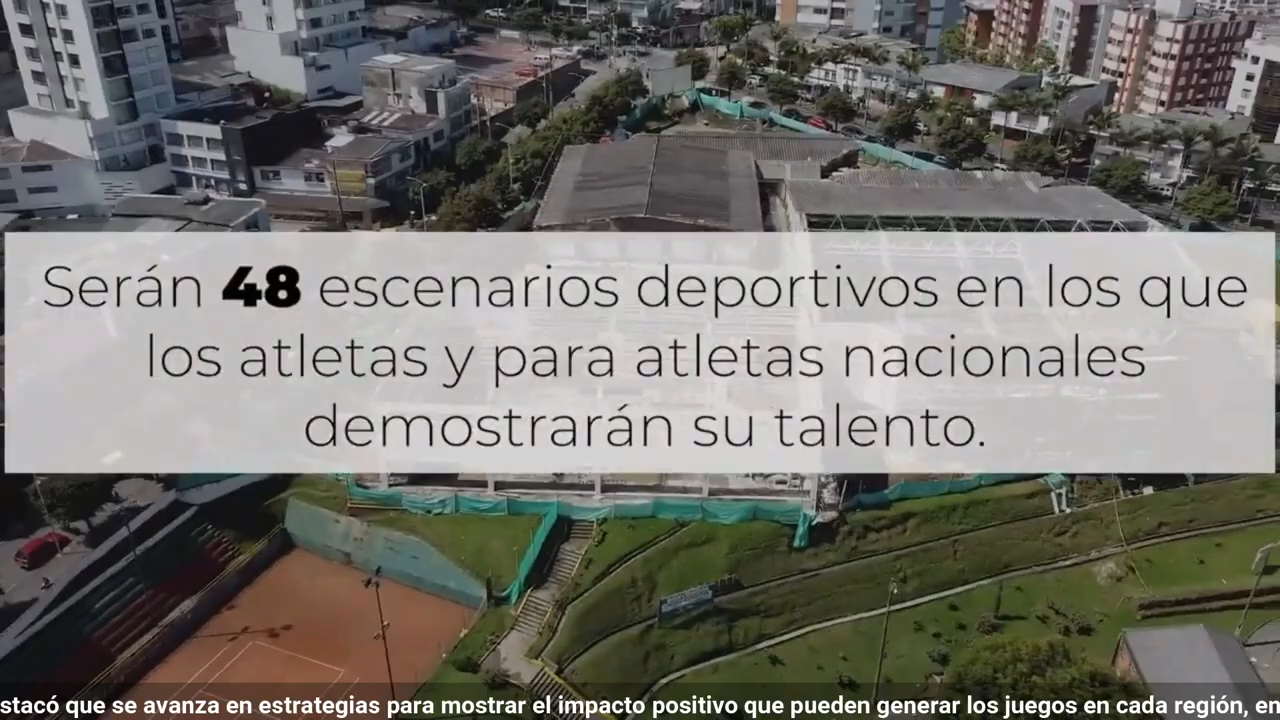 Serán 48 escenarios deportivos en los que
los atletas y para atletas nacionales
demostrarán su talento.
stacó que se avanza en estrategias para mostrar el impacto positivo que pueden generar los juegos en cada región, en